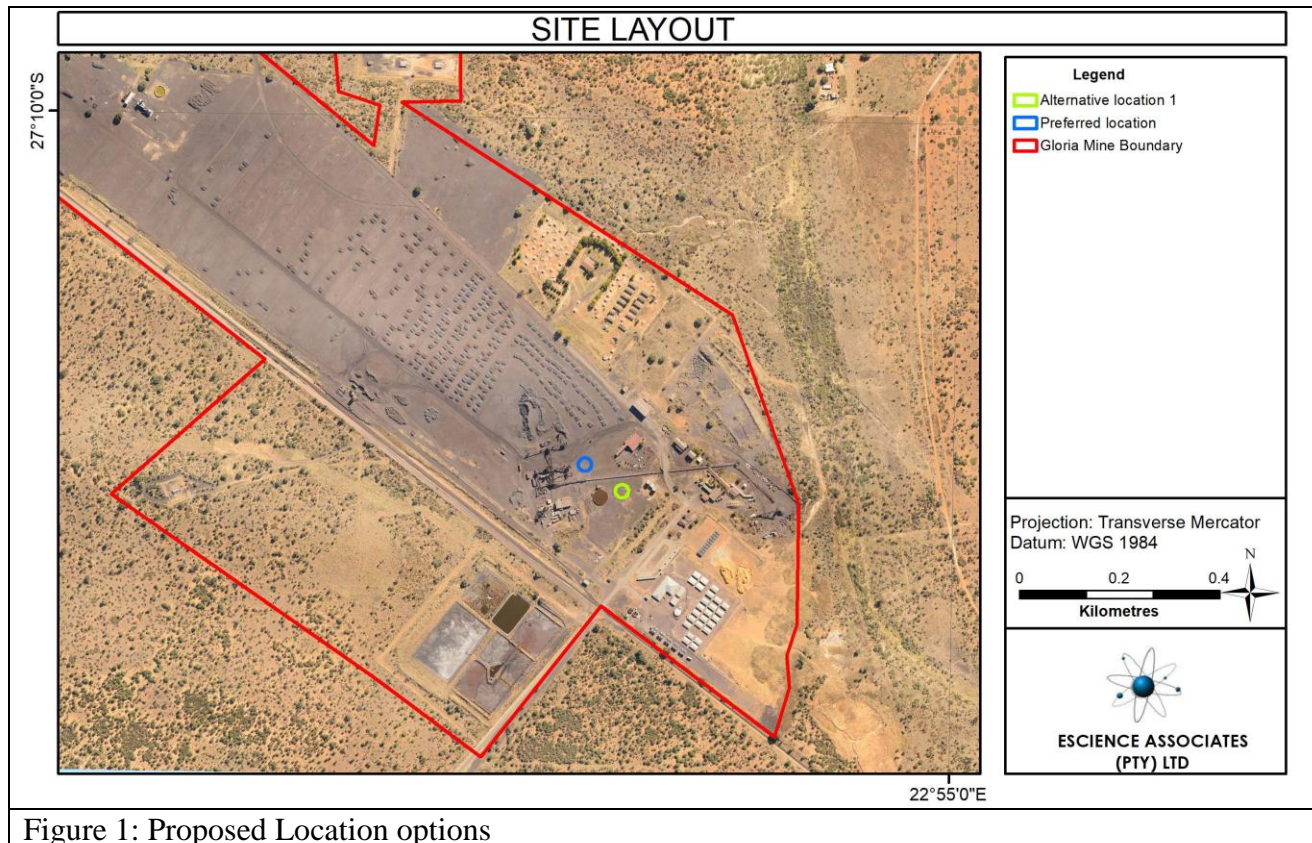 SITE LAYOUT
27°10'0"S
Legend
Alternative location 1
Preferred location
Gloria Mine Boundary
Projection: Transverse Mercator
Datum: WGS 1984
N
0 0.2 0.4
Kilometres
ESCIENCE ASSOCIATES
(PTY) LTD
22°55'0"E
Figure 1: Proposed Location options